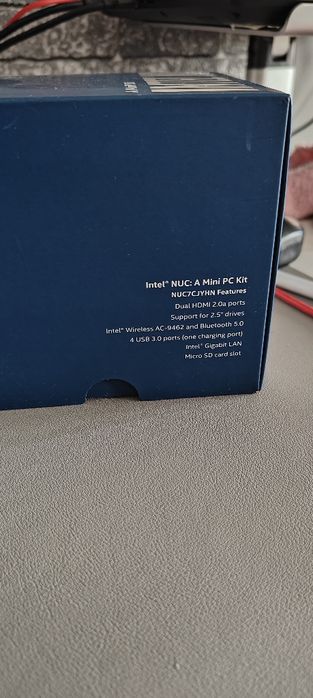 Intel® NUC: A Mini PC Kit
NUC7CJYHN Features
Dual HDMI 2.0a ports
Support for 2.5" drives
Intel® Wireless AC-9462 and Bluetooth 5.0
4 USB 3.0 ports (one charging port)
Intel® Gigabit LAN
Micro SD card slot